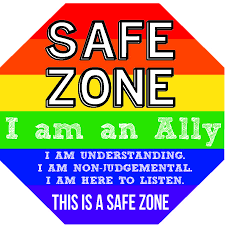 SAFE
ZONE
I am an Ally
I AM UNDERSTANDING.
I AM NON-JUDGEMENTAL.
I AM HERE TO LISTEN.
THIS IS A SAFE ZONE